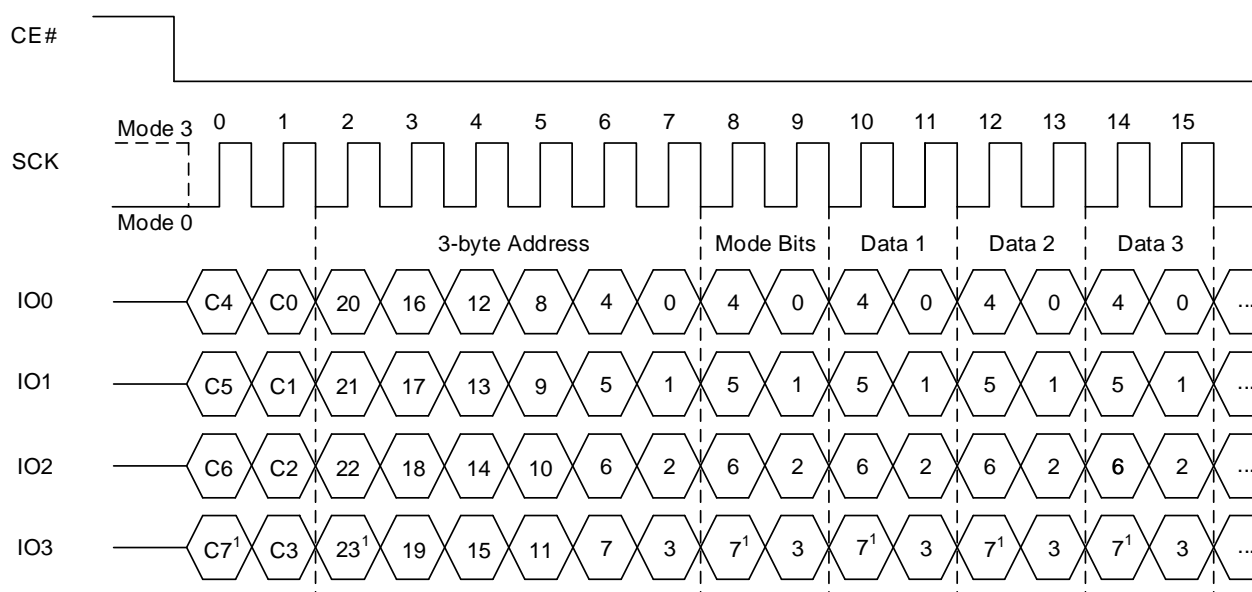 CE#
Mode 3 0 1 2 3 4 5 6 7 8 9 10 11 12 13 14 15
SCK
Mode 0
3-byte Address Mode Bits Data 1 Data 2 Data 3
IO0 C4 C0 20 16 12 8 4 0 4 0 4 0 4 0 4 0 ...
IO1 C5 C1 21 17 13 9 5 1 5 1 5 1 5 1 5 1 ...
IO2 C6 C2 22 18 14 10 6 2 6 2 6 2 6 2 6 2 ...
IO3 C7¹ C3 23¹ 19 15 11 7 3 7¹ 3 7¹ 3 7¹ 3 7¹ 3 ...